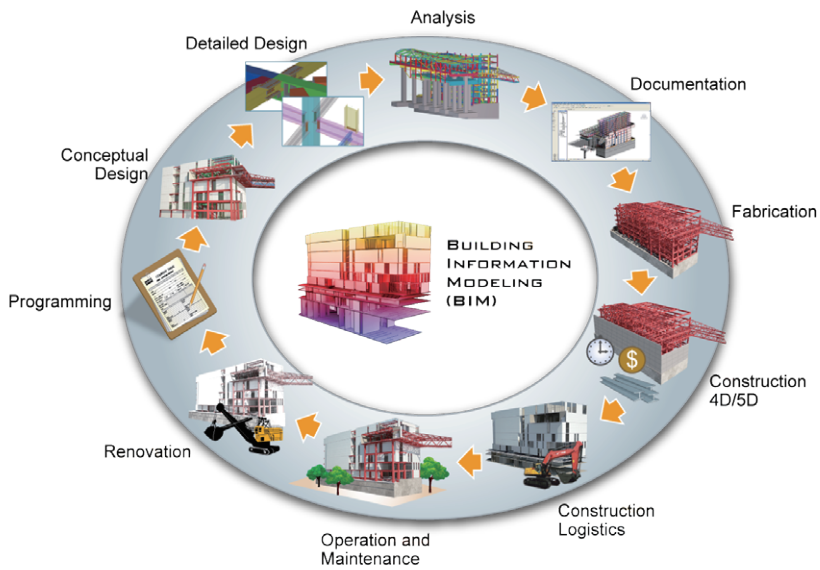 Analysis
Detailed Design
Documentation
Conceptual
Design
Fabrication
Programming
BUILDING
INFORMATION
MODELING
(BIM)
$
Construction
4D/5D
Renovation
Construction
Logistics
Operation and
Maintenance